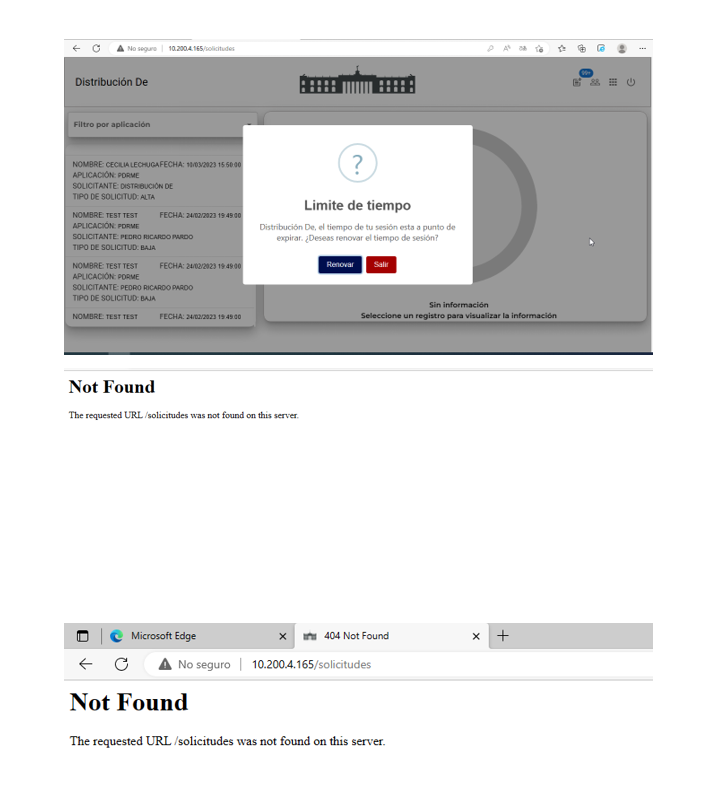 No seguro | 10.200.4.165/solicitudes
Distribución De
99+
Filtro por aplicación
NOMBRE: CECILIA LECHUGA FECHA: 10/03/2023 15:50:00
APLICACIÓN: PDRME
SOLICITANTE: DISTRIBUCIÓN DE
TIPO DE SOLICITUD: ALTA
NOMBRE: TEST TEST FECHA: 24/02/2023 19:49:00
APLICACIÓN: PDRME
SOLICITANTE: PEDRO RICARDO PARDO
TIPO DE SOLICITUD: BAJA
NOMBRE: TEST TEST FECHA: 24/02/2023 19:49:00
APLICACIÓN: PDRME
SOLICITANTE: PEDRO RICARDO PARDO
TIPO DE SOLICITUD: BAJA
NOMBRE: TEST TEST FECHA: 24/02/2023 19:49:00
?
Limite de tiempo
Distribución De, el tiempo de tu sesión esta a punto de
expirar. ¿Deseas renovar el tiempo de sesión?
Renovar Salir
Sin información
Seleccione un registro para visualizar la información
Not Found
The requested URL /solicitudes was not found on this server.
Microsoft Edge
404 Not Found
No seguro | 10.200.4.165/solicitudes
Not Found
The requested URL /solicitudes was not found on this server.